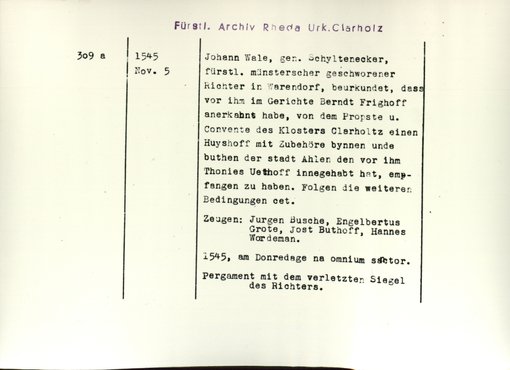 Fürstl. Archiv Rheda Urk.Clarholz
309 a
1545
Nov. 5
Johann Wale, gen. Schyltenecker,
fürstl. münsterscher geschworener
Richter in Warendorf, beurkundet, dass
vor ihm im Gerichte Berndt Frighoff
anerkannt habe, von dem Propste u.
Convente des Klosters Clerholtz einen
Huyshoff mit Zubehöre bynnen unde
buthen der stadt Ahlen den vor ihm
Thonies Uethoff innegehabt hat, emp-
fangen zu haben. Folgen die weiteren
Bedingungen cet.
Zeugen: Jurgen Busche, Engelbertus
Grote, Jost Buthoff, Hannes
Wordeman.
1545, am Donredage na omnium sactor.
Pergament mit dem verletzten Siegel
des Richters.